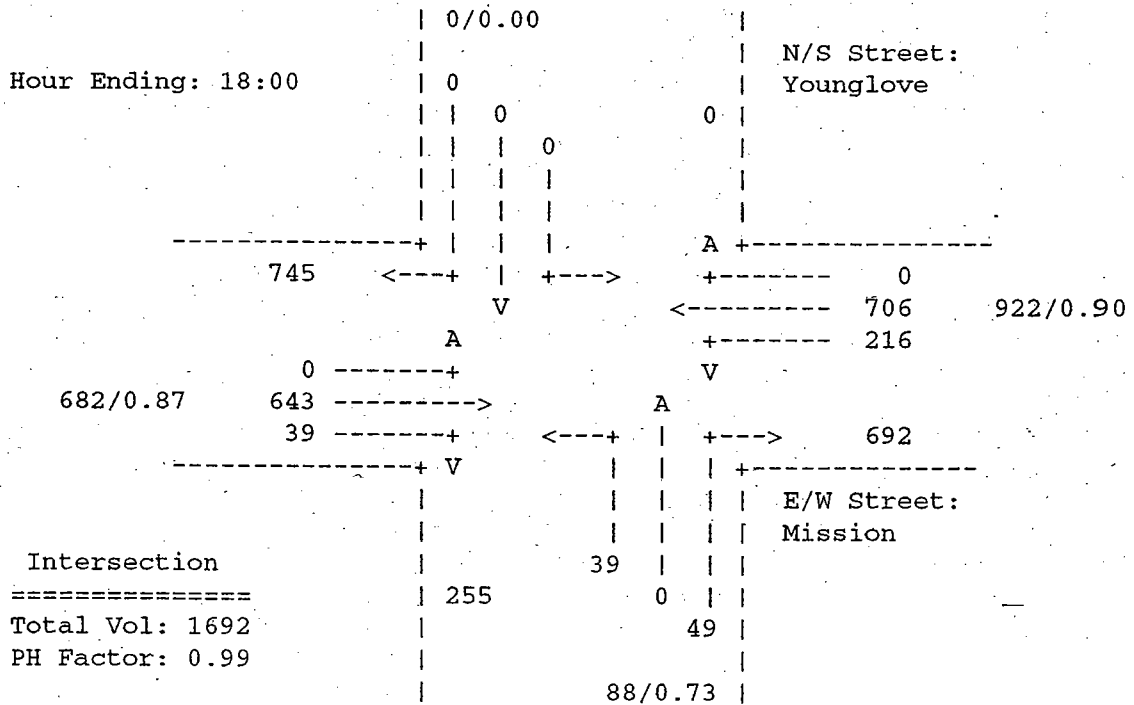 0/0.00
N/S Street:
Hour Ending: 18:00 0 Younglove
0 0
0
A
745 <---+ +---> +------- 0
V <--------- 706 922/0.90
A +------- 216
0 -------+ V
682/0.87 643 ---------> A
39 -------+ <---+ | +---> 692
V
E/W Street:
Mission
Intersection 39
=============== 255 0
Total Vol: 1692 49
PH Factor: 0.99
88/0.73